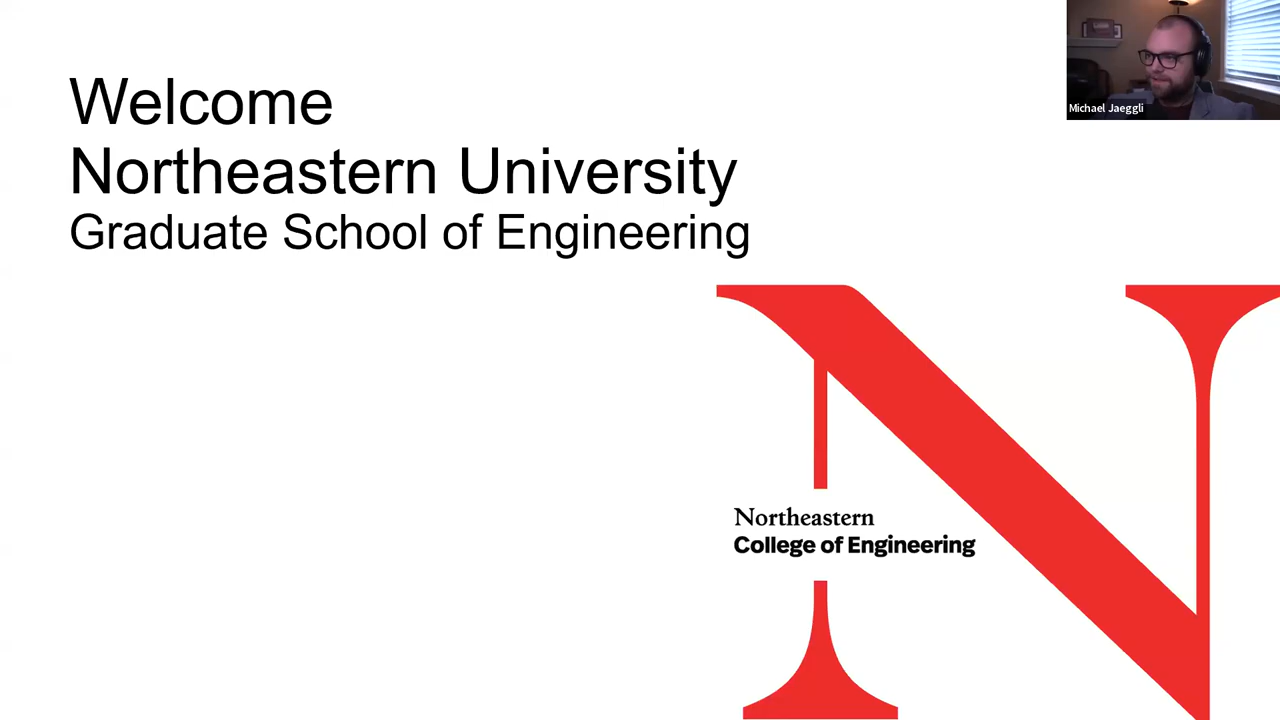 Welcome
Northeastern University
Graduate School of Engineering
Michael Jaeggli
Northeastern
College of Engineering